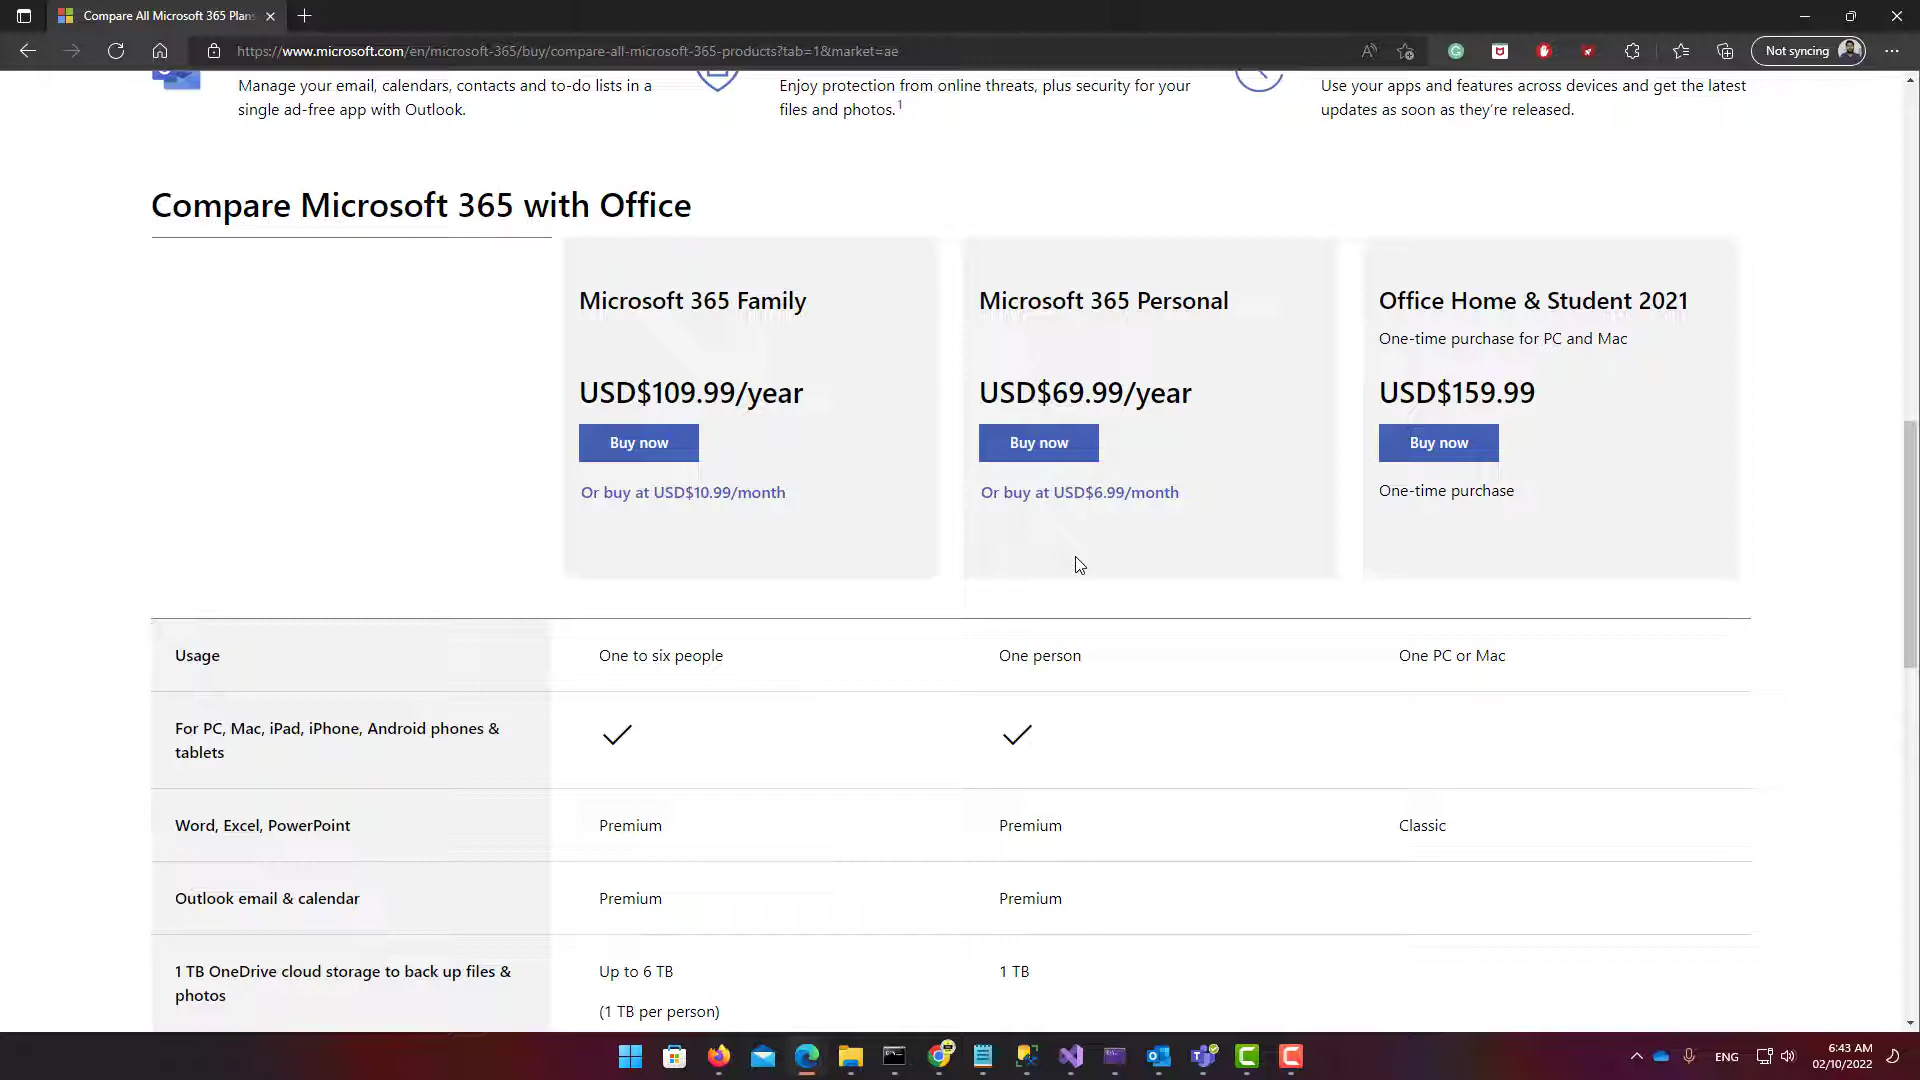 Compare All Microsoft 365 Plans
https://www.microsoft.com/en/microsoft-365/buy/compare-all-microsoft-365-products?tab=1&market=ae
Not syncing
Manage your email, calendars, contacts and to-do lists in a
single ad-free app with Outlook.
Enjoy protection from online threats, plus security for your
files and photos.1
Use your apps and features across devices and get the latest
updates as soon as they're released.
Compare Microsoft 365 with Office
Microsoft 365 Family
USD$109.99/year
Buy now
Or buy at USD$10.99/month
Microsoft 365 Personal
USD$69.99/year
Buy now
Or buy at USD$6.99/month
Office Home & Student 2021
One-time purchase for PC and Mac
USD$159.99
Buy now
One-time purchase
Usage
One to six people
One person
One PC or Mac
For PC, Mac, iPad, iPhone, Android phones &
tablets
Word, Excel, PowerPoint
Premium
Premium
Classic
Outlook email & calendar
Premium
Premium
1 TB OneDrive cloud storage to back up files &
photos
Up to 6 TB
(1 TB per person)
1 TB
ENG
6:43 AM
02/10/2022